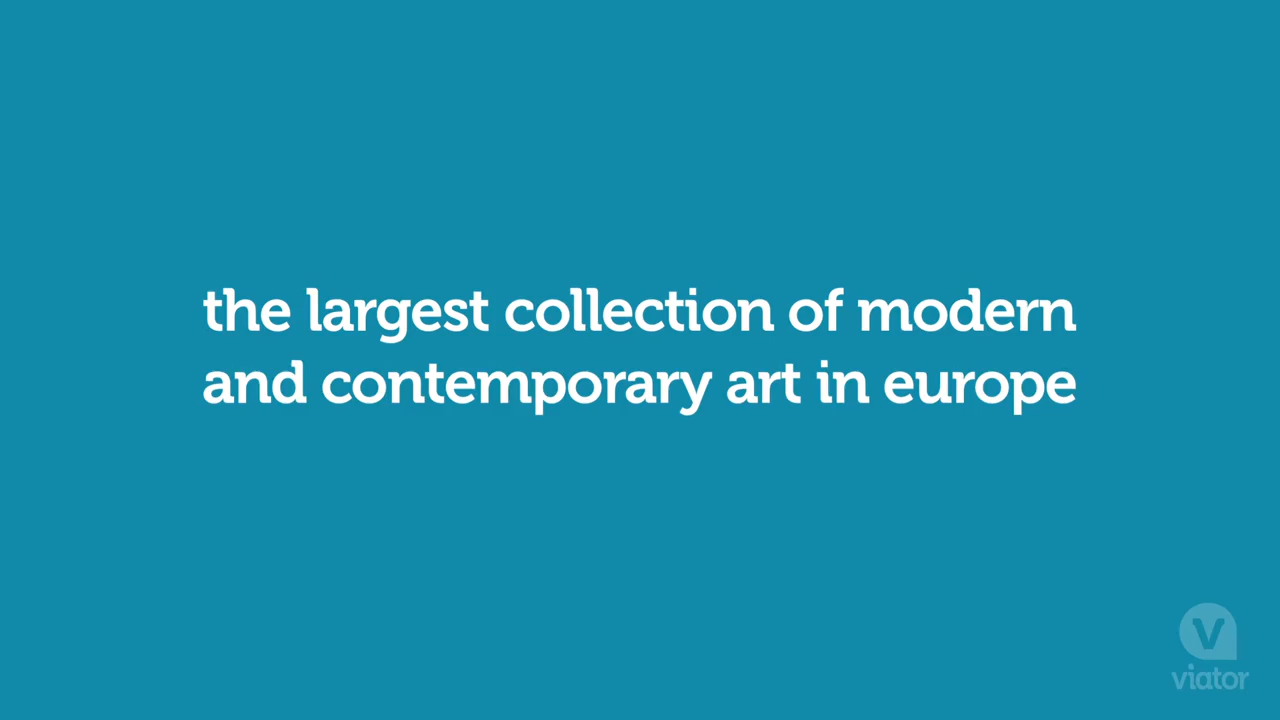 the largest collection of modern
and contemporary art in europe
V
viator